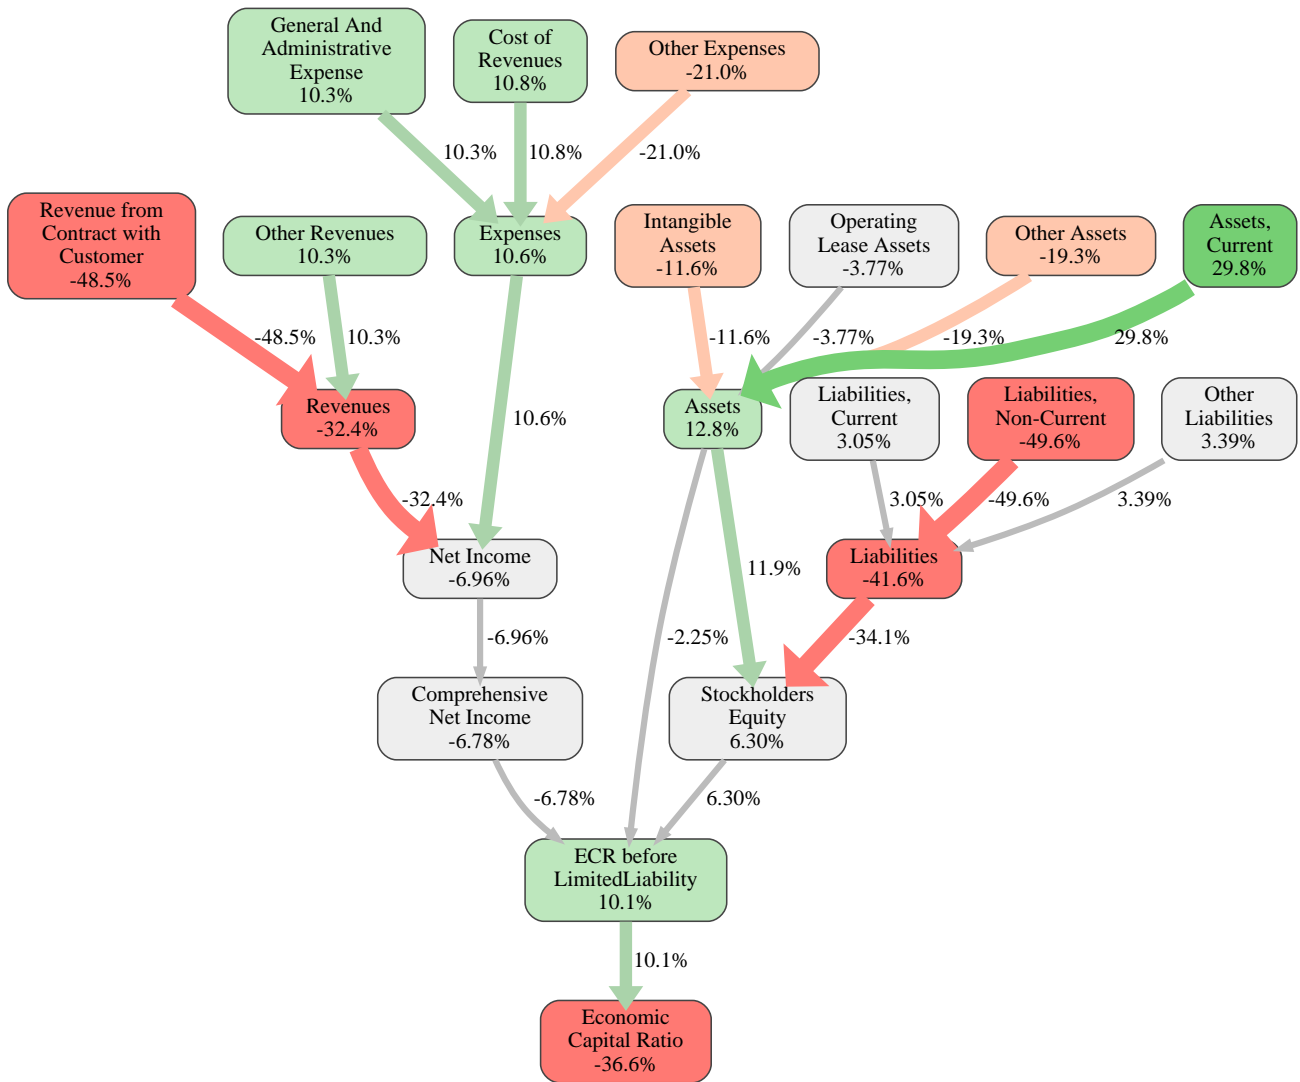 General And
Administrative
Expense
10.3%
Cost of
Revenues
10.8%
Other Expenses
-21.0%
10.3%
10.8%
-21.0%
Revenue from
Contract with
Customer
-48.5%
Other Revenues
10.3%
Expenses
10.6%
Intangible
Assets
-11.6%
Operating
Lease Assets
-3.77%
Other Assets
-19.3%
Assets,
Current
29.8%
-48.5%
10.3%
-11.6%
-3.77%
-19.3%
29.8%
Revenues
-32.4%
10.6%
Assets
12.8%
Liabilities,
Current
3.05%
Liabilities,
Non-Current
-49.6%
Other
Liabilities
3.39%
-32.4%
3.05%
-49.6%
3.39%
Net Income
-6.96%
11.9%
Liabilities
-41.6%
-6.96%
-2.25%
-34.1%
Comprehensive
Net Income
-6.78%
Stockholders
Equity
6.30%
-6.78%
6.30%
ECR before
LimitedLiability
10.1%
10.1%
Economic
Capital Ratio
-36.6%